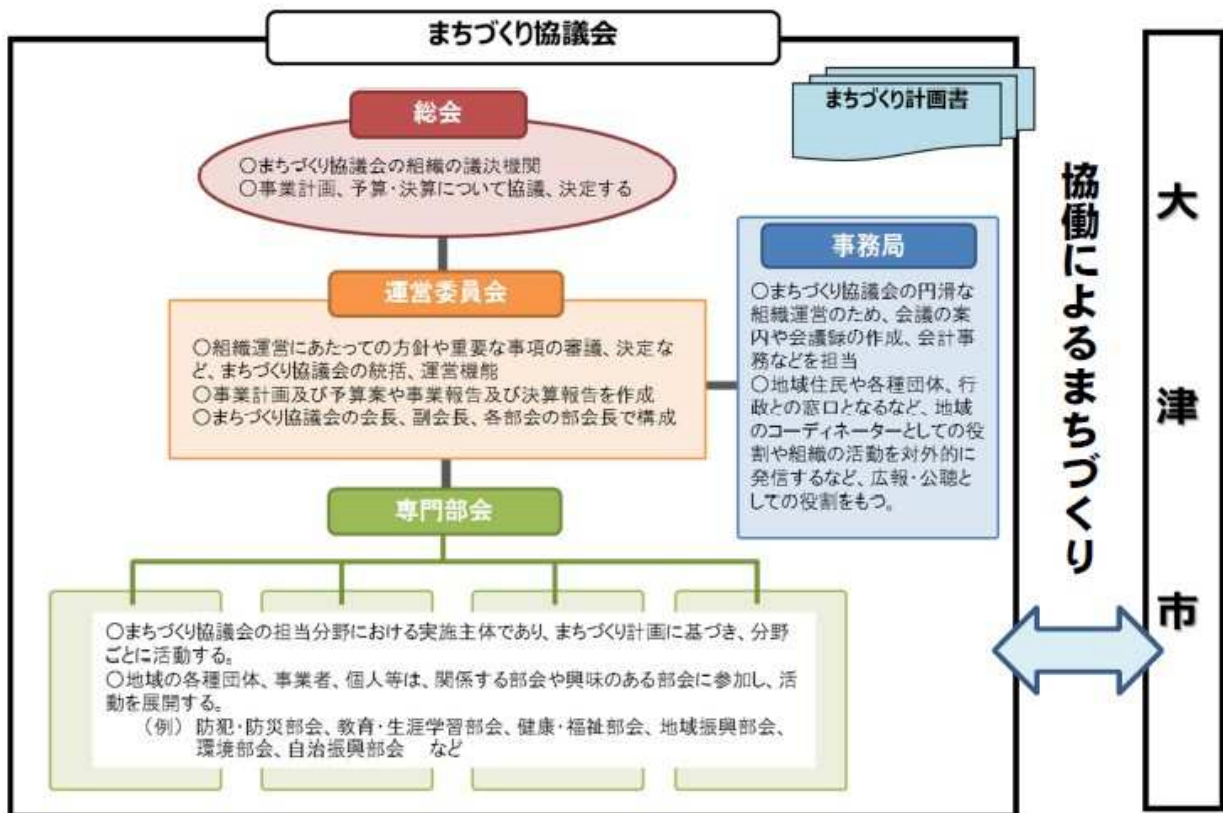 まちづくり協議会
まちづくり計画書
総会
○まちづくり協議会の組織の議決機関
○事業計画、予算・決算について協議、決定する
運営委員会
○組織運営にあたっての方針や重要な事項の審議、決定な
ど、まちづくり協議会の統括、運営機能
○事業計画及び予算案や事業報告及び決算報告を作成
○まちづくり協議会の会長、副会長、各部会の部会長で構成
事務局
○まちづくり協議会の円滑な
組織運営のため、会議の案
内や会議録の作成、会計事
務などを担当
○地域住民や各種団体、行
政との窓口となるなど、地域
のコーディネーターとしての役
割や組織の活動を対外的に
発信するなど、広報・公聴と
しての役割をもつ。
専門部会
○まちづくり協議会の担当分野における実施主体であり、まちづくり計画に基づき、分野
ごとに活動する。
○地域の各種団体、事業者、個人等は、関係する部会や興味のある部会に参加し、活
動を展開する。
（例） 防犯・防災部会、教育・生涯学習部会、健康・福祉部会、地域振興部会、
環境部会、自治振興部会 など
協働によるまちづくり
大津市